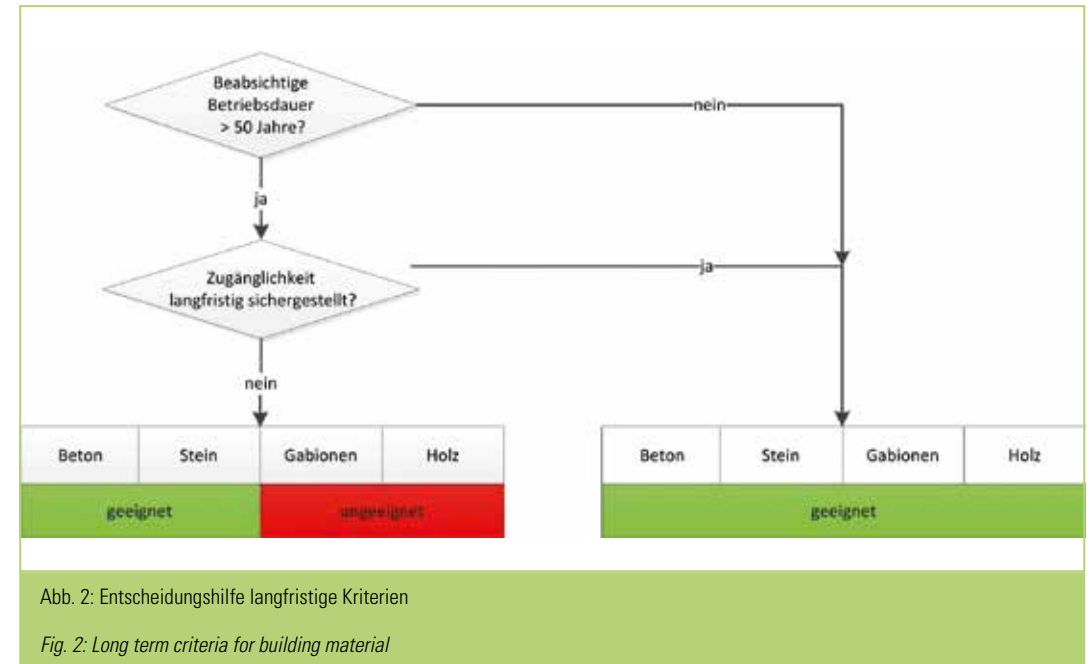 Beabsichtige
Betriebsdauer
> 50 Jahre?
nein
ja
Zugänglichkeit
langfristig sichergestellt?
ja
nein
Beton Stein Gabionen Holz
geeignet ungeeignet
Beton Stein Gabionen Holz
geeignet
Abb. 2: Entscheidungshilfe langfristige Kriterien
Fig. 2: Long term criteria for building material